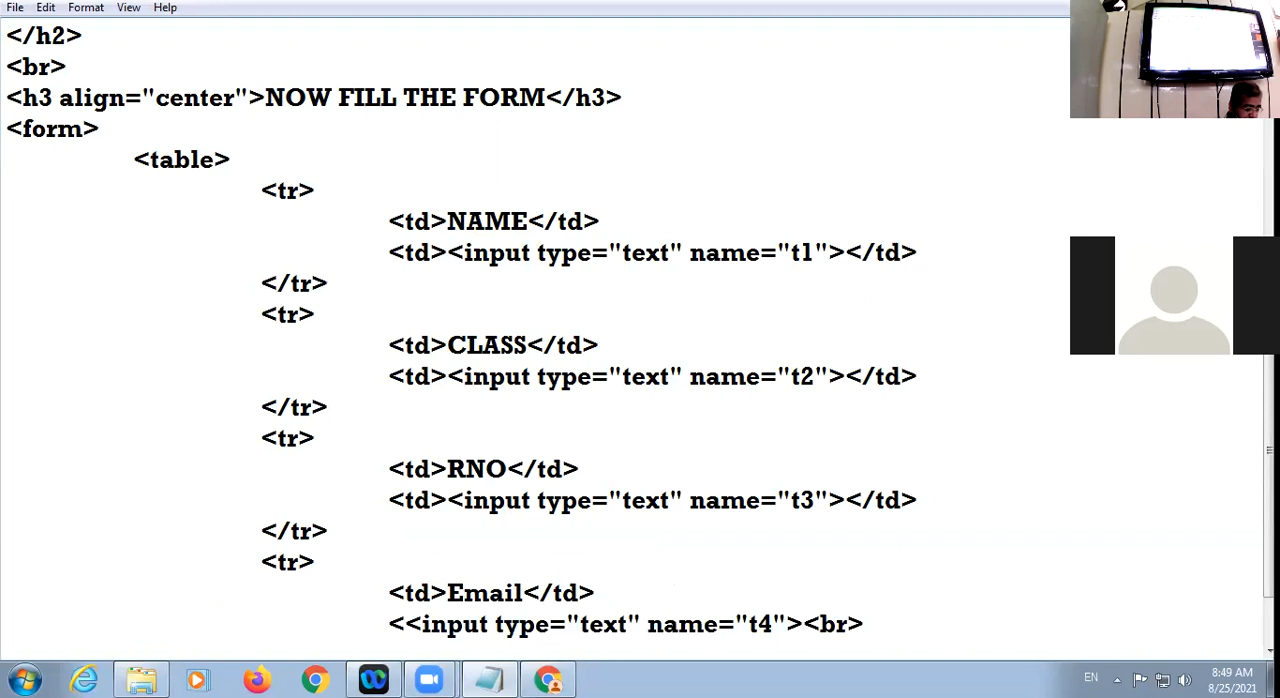 File Edit Format View Help
</h2>
<br>
<h3 align="center">NOW FILL THE FORM</h3>
<form>
<table>
<tr>
<td>NAME</td>
<td><input type="text" name="t1"></td>
</tr>
<tr>
<td>CLASS</td>
<td><input type="text" name="t2"></td>
</tr>
<tr>
<td>RNO</td>
<td><input type="text" name="t3"></td>
</tr>
<tr>
<td>Email</td>
<<input type="text" name="t4"><br>
EN
8:49 AM
8/25/2021